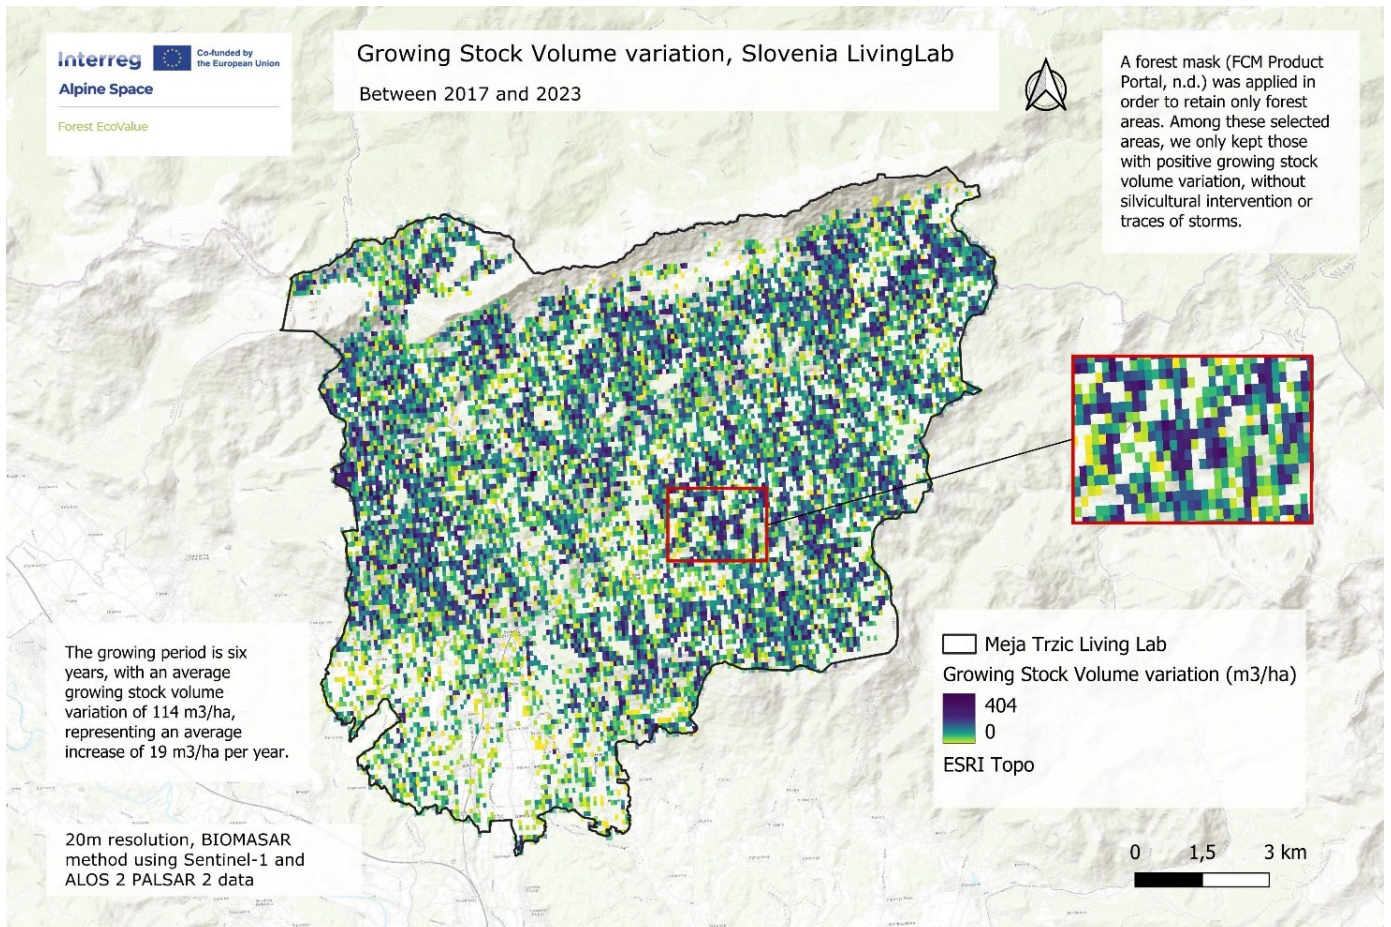 Interreg
Co-funded by
the European Union
Alpine Space
Forest EcoValue
Growing Stock Volume variation, Slovenia LivingLab
Between 2017 and 2023
A forest mask (FCM Product
Portal, n.d.) was applied in
order to retain only forest
areas. Among these selected
areas, we only kept those
with positive growing stock
volume variation, without
silvicultural intervention or
traces of storms.
The growing period is six
years, with an average
growing stock volume
variation of 114 m3/ha,
representing an average
increase of 19 m3/ha per year.
20m resolution, BIOMASAR
method using Sentinel-1 and
ALOS 2 PALSAR 2 data
Meja Trzic Living Lab
Growing Stock Volume variation (m3/ha)
404
0
ESRI Topo
0 1,5 3 km